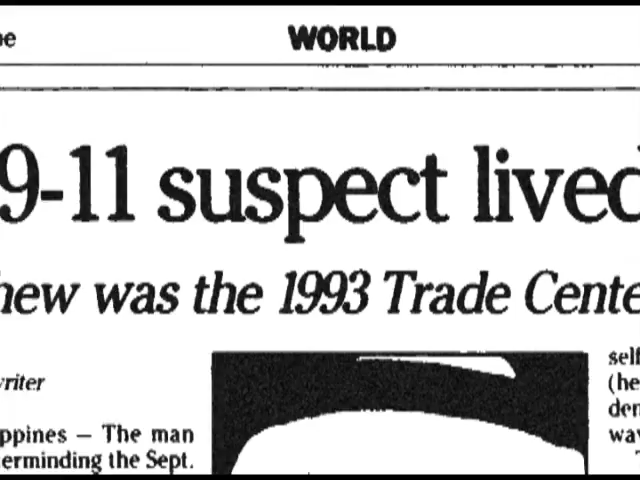 WORLD
9-11 suspect lived
hew was the 1993 Trade Cente
writer
ppines — The man
erminding the Sept.
self
(he
den
way